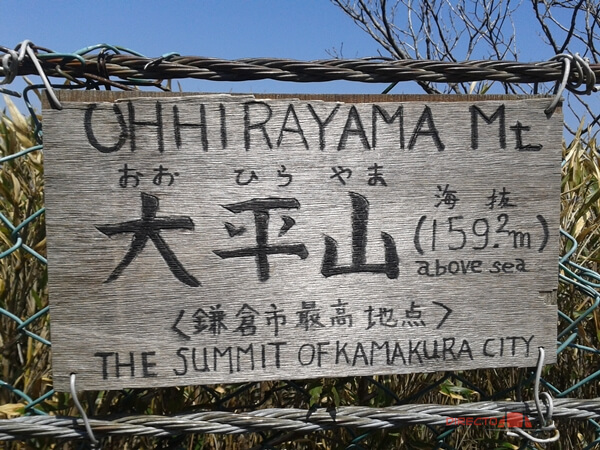 OHHIRAYAMA Mt
おお ひら やま
大平山
海抜
(159.2m)
above sea
〈鎌倉市最高地点〉
THE SUMMIT OF KAMAKURA CITY